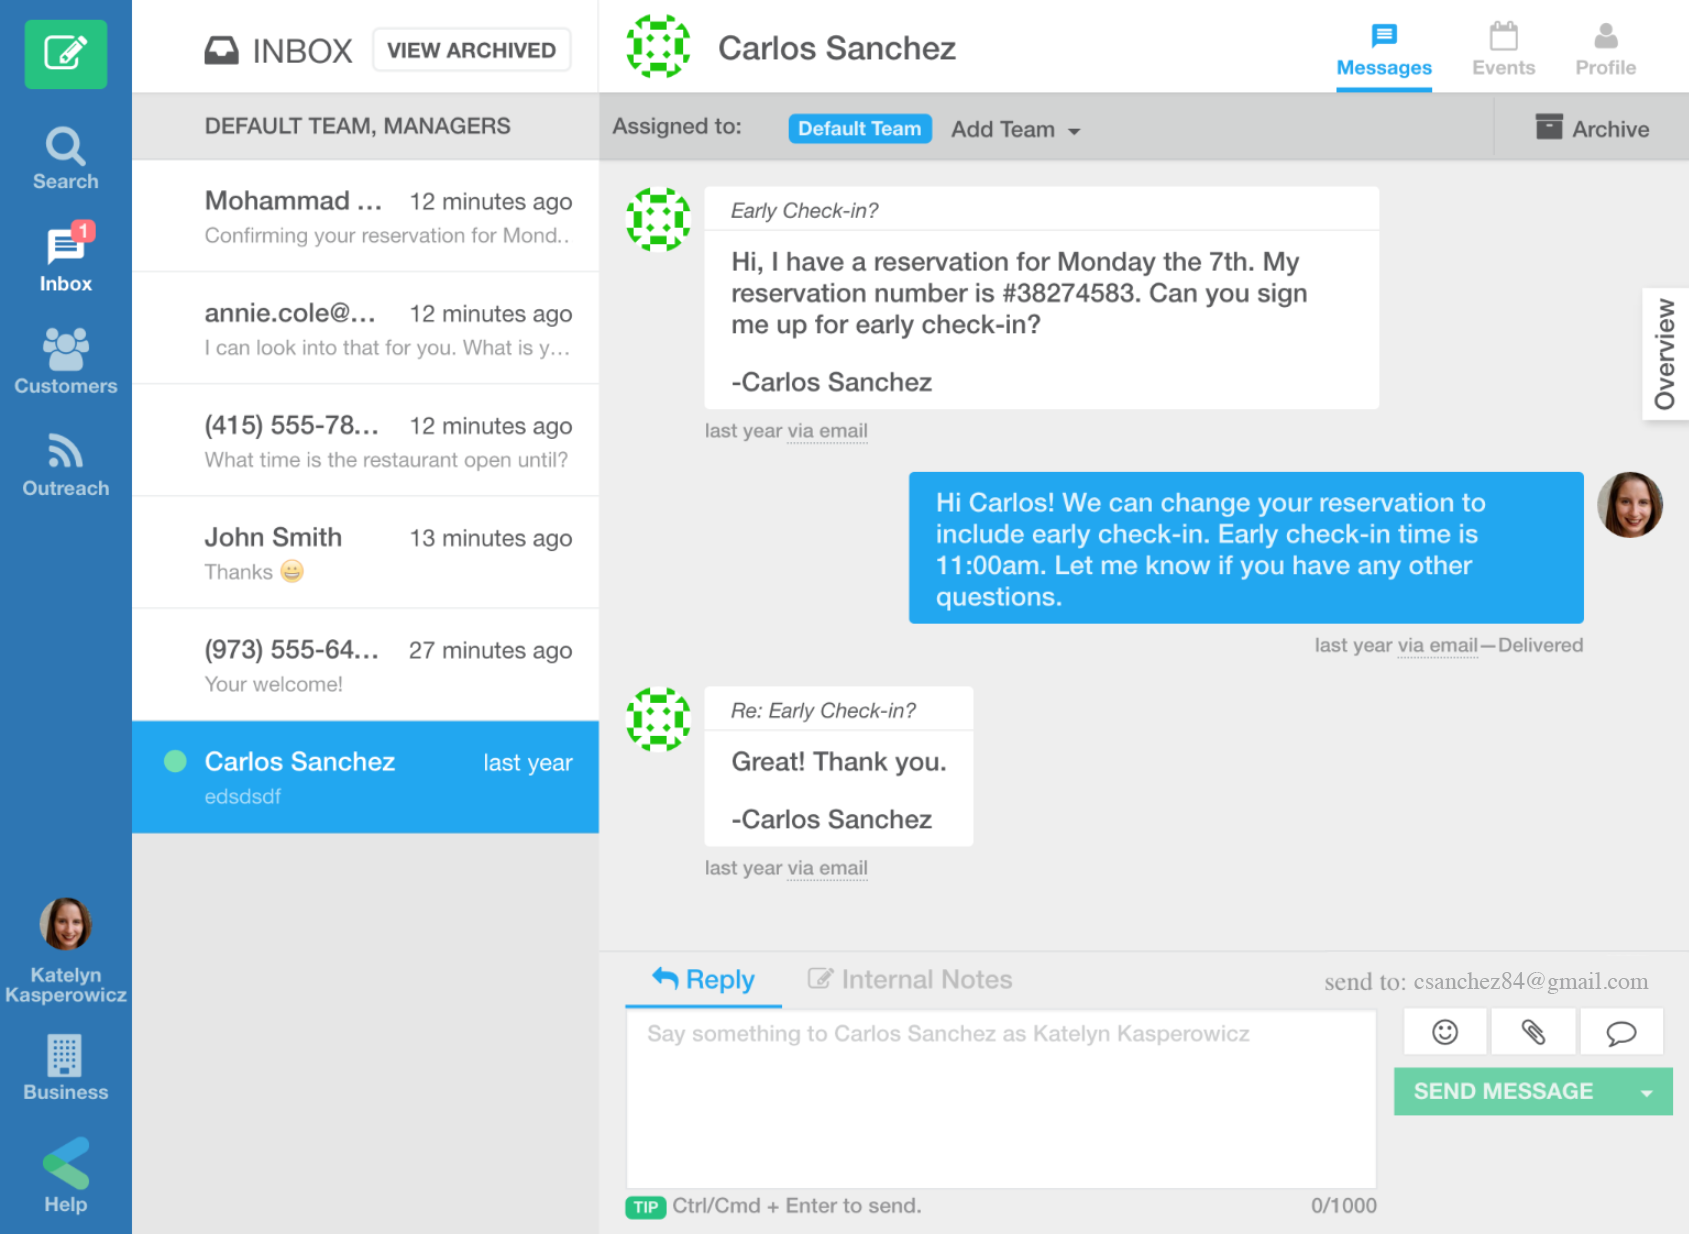 Search
1
Inbox
Customers
Outreach
Katelyn
Kasperowicz
Business
Help
INBOX
VIEW ARCHIVED
DEFAULT TEAM, MANAGERS
Mohammad ... 12 minutes ago
Confirming your reservation for Mond..
annie.cole@... 12 minutes ago
I can look into that for you. What is y...
(415) 555-78... 12 minutes ago
What time is the restaurant open until?
John Smith 13 minutes ago
Thanks 😀
(973) 555-64... 27 minutes ago
Your welcome!
Carlos Sanchez last year
edsdsdf
Carlos Sanchez
Messages
Events
Profile
Assigned to: Default Team Add Team
Archive
Early Check-in?
Hi, I have a reservation for Monday the 7th. My
reservation number is #38274583. Can you sign
me up for early check-in?
-Carlos Sanchez
last year via email
Overview
Hi Carlos! We can change your reservation to
include early check-in. Early check-in time is
11:00am. Let me know if you have any other
questions.
last year via email—Delivered
Re: Early Check-in?
Great! Thank you.
-Carlos Sanchez
last year via email
Reply
Internal Notes
send to: csanchez84@gmail.com
Say something to Carlos Sanchez as Katelyn Kasperowicz
SEND MESSAGE
TIP Ctrl/Cmd + Enter to send.
0/1000